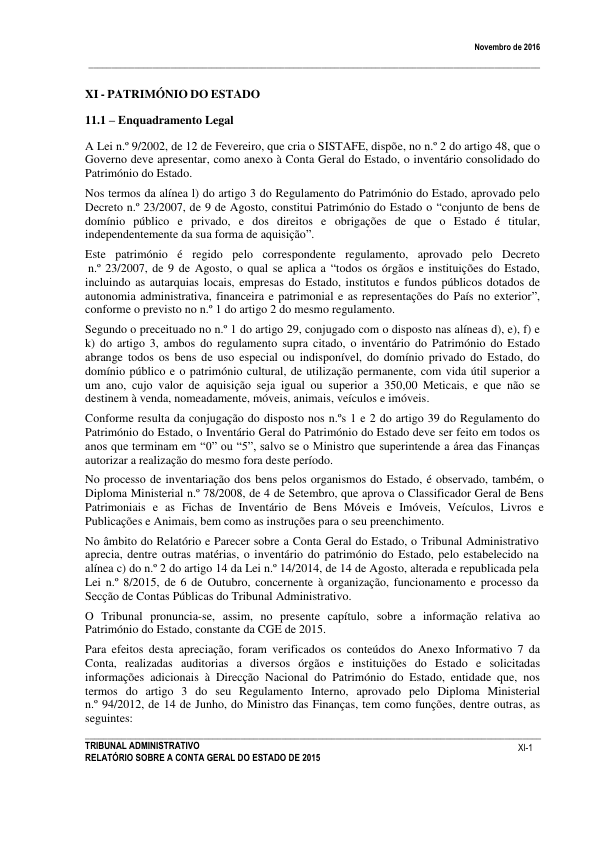 Novembro de 2016
XI - PATRIMÓNIO DO ESTADO
11.1 – Enquadramento Legal
A Lei n.º 9/2002, de 12 de Fevereiro, que cria o SISTAFE, dispõe, no n.º 2 do artigo 48, que o
Governo deve apresentar, como anexo à Conta Geral do Estado, o inventário consolidado do
Património do Estado.
Nos termos da alínea l) do artigo 3 do Regulamento do Património do Estado, aprovado pelo
Decreto n.º 23/2007, de 9 de Agosto, constitui Património do Estado o “conjunto de bens de
domínio público e privado, e dos direitos e obrigações de que o Estado é titular,
independentemente da sua forma de aquisição”.
Este património é regido pelo correspondente regulamento, aprovado pelo Decreto
n.º 23/2007, de 9 de Agosto, o qual se aplica a “todos os órgãos e instituições do Estado,
incluindo as autarquias locais, empresas do Estado, institutos e fundos públicos dotados de
autonomia administrativa, financeira e patrimonial e as representações do País no exterior”,
conforme o previsto no n.º 1 do artigo 2 do mesmo regulamento.
Segundo o preceituado no n.º 1 do artigo 29, conjugado com o disposto nas alíneas d), e), f) e
k) do artigo 3, ambos do regulamento supra citado, o inventário do Património do Estado
abrange todos os bens de uso especial ou indisponível, do domínio privado do Estado, do
domínio público e o património cultural, de utilização permanente, com vida útil superior a
um ano, cujo valor de aquisição seja igual ou superior a 350,00 Meticais, e que não se
destinem à venda, nomeadamente, móveis, animais, veículos e imóveis.
Conforme resulta da conjugação do disposto nos n.ºs 1 e 2 do artigo 39 do Regulamento do
Património do Estado, o Inventário Geral do Património do Estado deve ser feito em todos os
anos que terminam em “0” ou “5”, salvo se o Ministro que superintende a área das Finanças
autorizar a realização do mesmo fora deste período.
No processo de inventariação dos bens pelos organismos do Estado, é observado, também, o
Diploma Ministerial n.º 78/2008, de 4 de Setembro, que aprova o Classificador Geral de Bens
Patrimoniais e as Fichas de Inventário de Bens Móveis e Imóveis, Veículos, Livros e
Publicações e Animais, bem como as instruções para o seu preenchimento.
No âmbito do Relatório e Parecer sobre a Conta Geral do Estado, o Tribunal Administrativo
aprecia, dentre outras matérias, o inventário do património do Estado, pelo estabelecido na
alínea c) do n.º 2 do artigo 14 da Lei n.º 14/2014, de 14 de Agosto, alterada e republicada pela
Lei n.º 8/2015, de 6 de Outubro, concernente à organização, funcionamento e processo da
Secção de Contas Públicas do Tribunal Administrativo.
O Tribunal pronuncia-se, assim, no presente capítulo, sobre a informação relativa ao
Património do Estado, constante da CGE de 2015.
Para efeitos desta apreciação, foram verificados os conteúdos do Anexo Informativo 7 da
Conta, realizadas auditorias a diversos órgãos e instituições do Estado e solicitadas
informações adicionais à Direcção Nacional do Património do Estado, entidade que, nos
termos do artigo 3 do seu Regulamento Interno, aprovado pelo Diploma Ministerial
n.º 94/2012, de 14 de Junho, do Ministro das Finanças, tem como funções, dentre outras, as
seguintes:
TRIBUNAL ADMINISTRATIVO
XI-1
RELATÓRIO SOBRE A CONTA GERAL DO ESTADO DE 2015